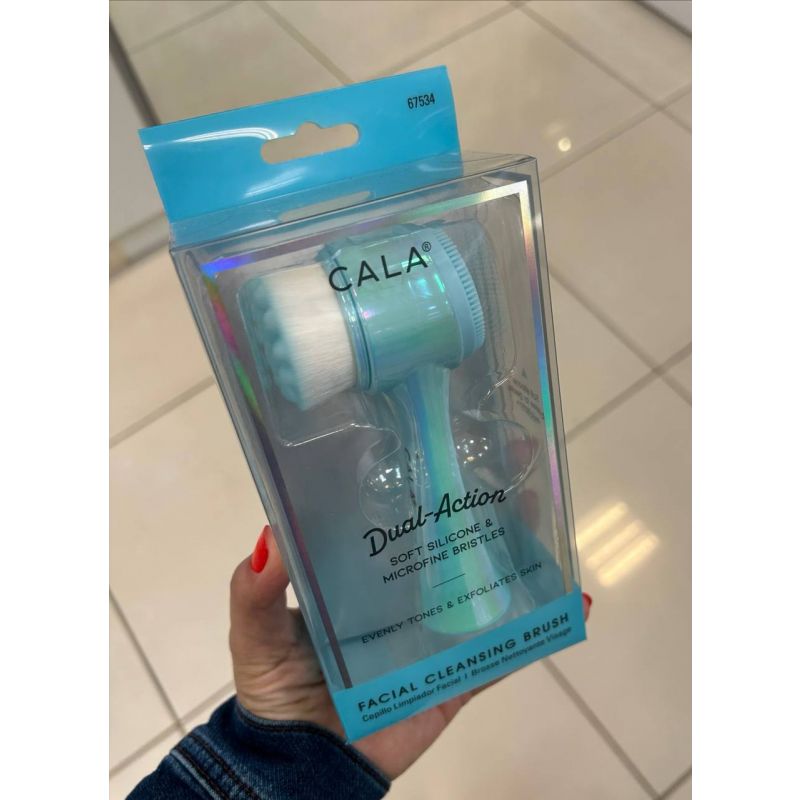 67534
CALA®
Dual-Action
SOFT SILICONE &
MICROFINE BRISTLES
EVENLY TONES & EXFOLIATES SKIN
FACIAL CLEANSING BRUSH
Cepillo Limpiador Facial | Brosse Nettoyante Visage